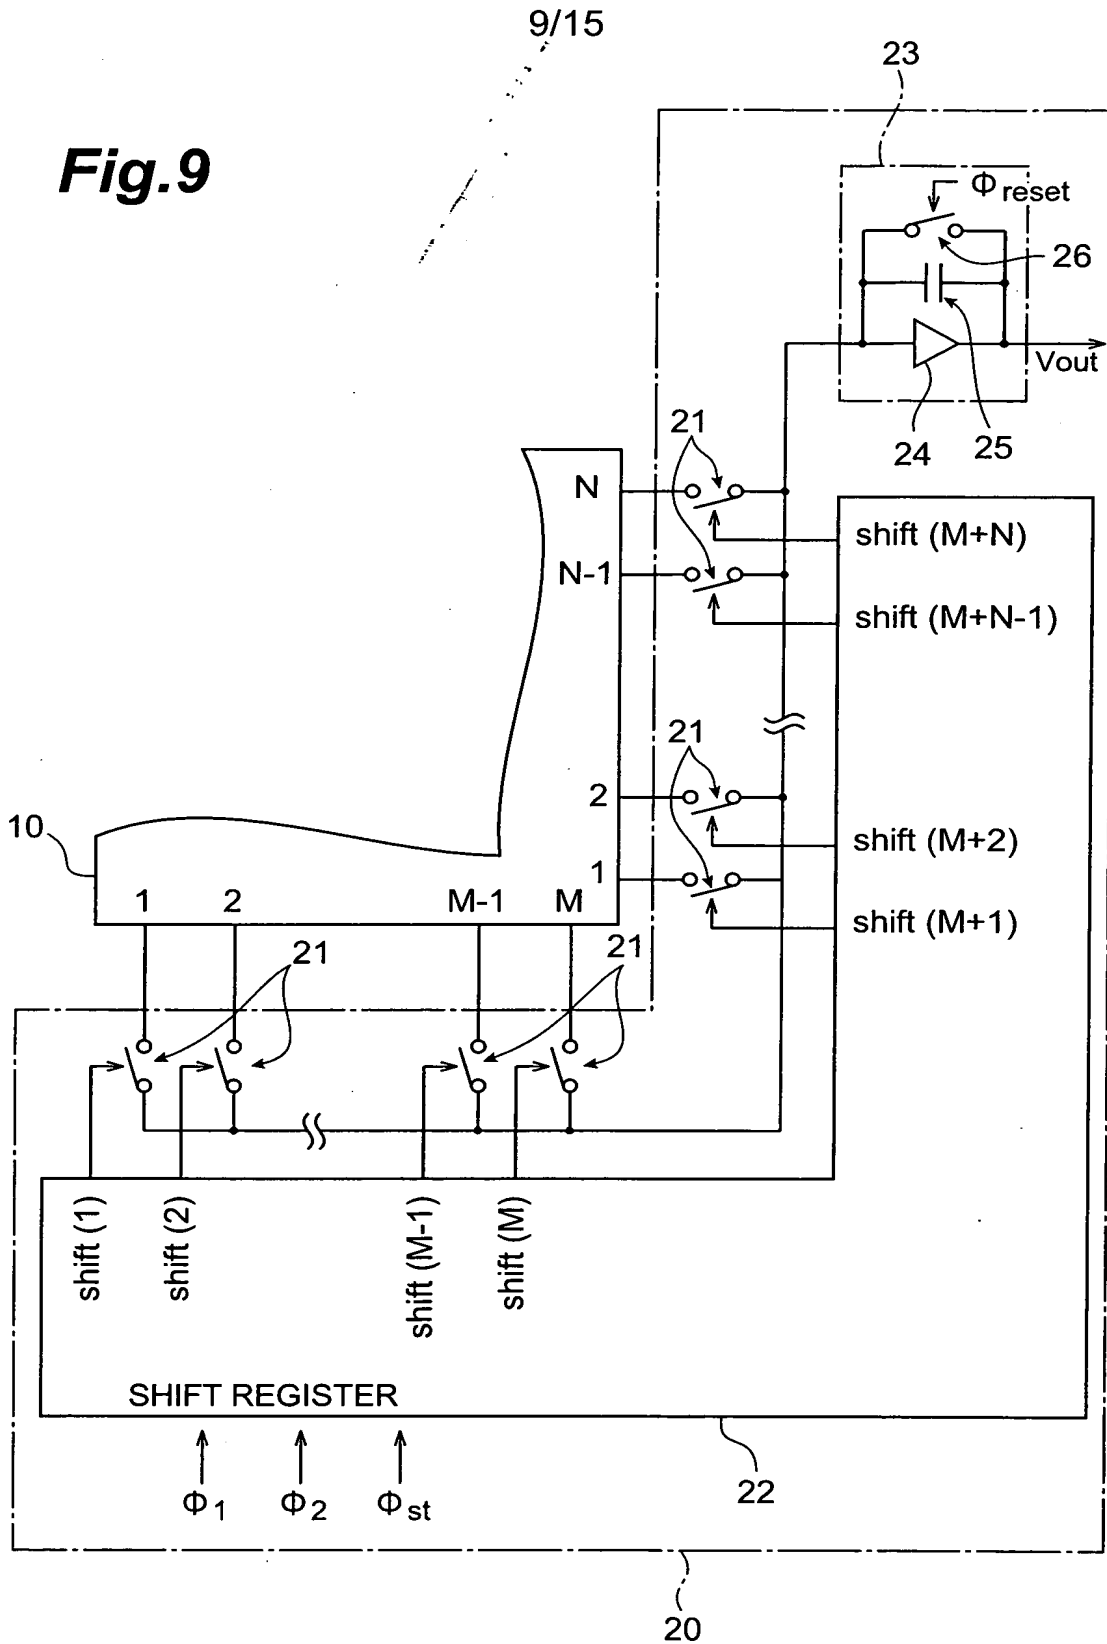 9/15
Fig.9
23
Φreset
26
Vout
24
25
21
N
shift (M+N)
N-1
shift (M+N-1)
21
2
shift (M+2)
10
1
shift (M+1)
1 2 M-1 M
21
21
shift (1)
shift (2)
shift (M-1)
shift (M)
SHIFT REGISTER
Φ1 Φ2 Φst
22
20